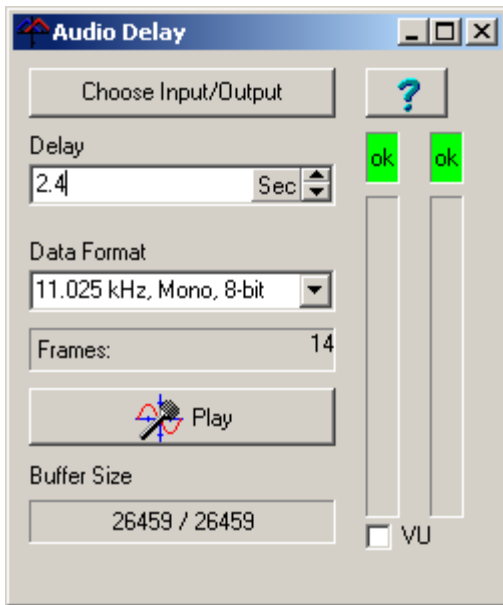 Audio Delay
Choose Input/Output
?
Delay
ok
ok
2.4
Sec
Data Format
11.025 kHz, Mono, 8-bit
Frames: 14
Play
Buffer Size
26459 / 26459
VU